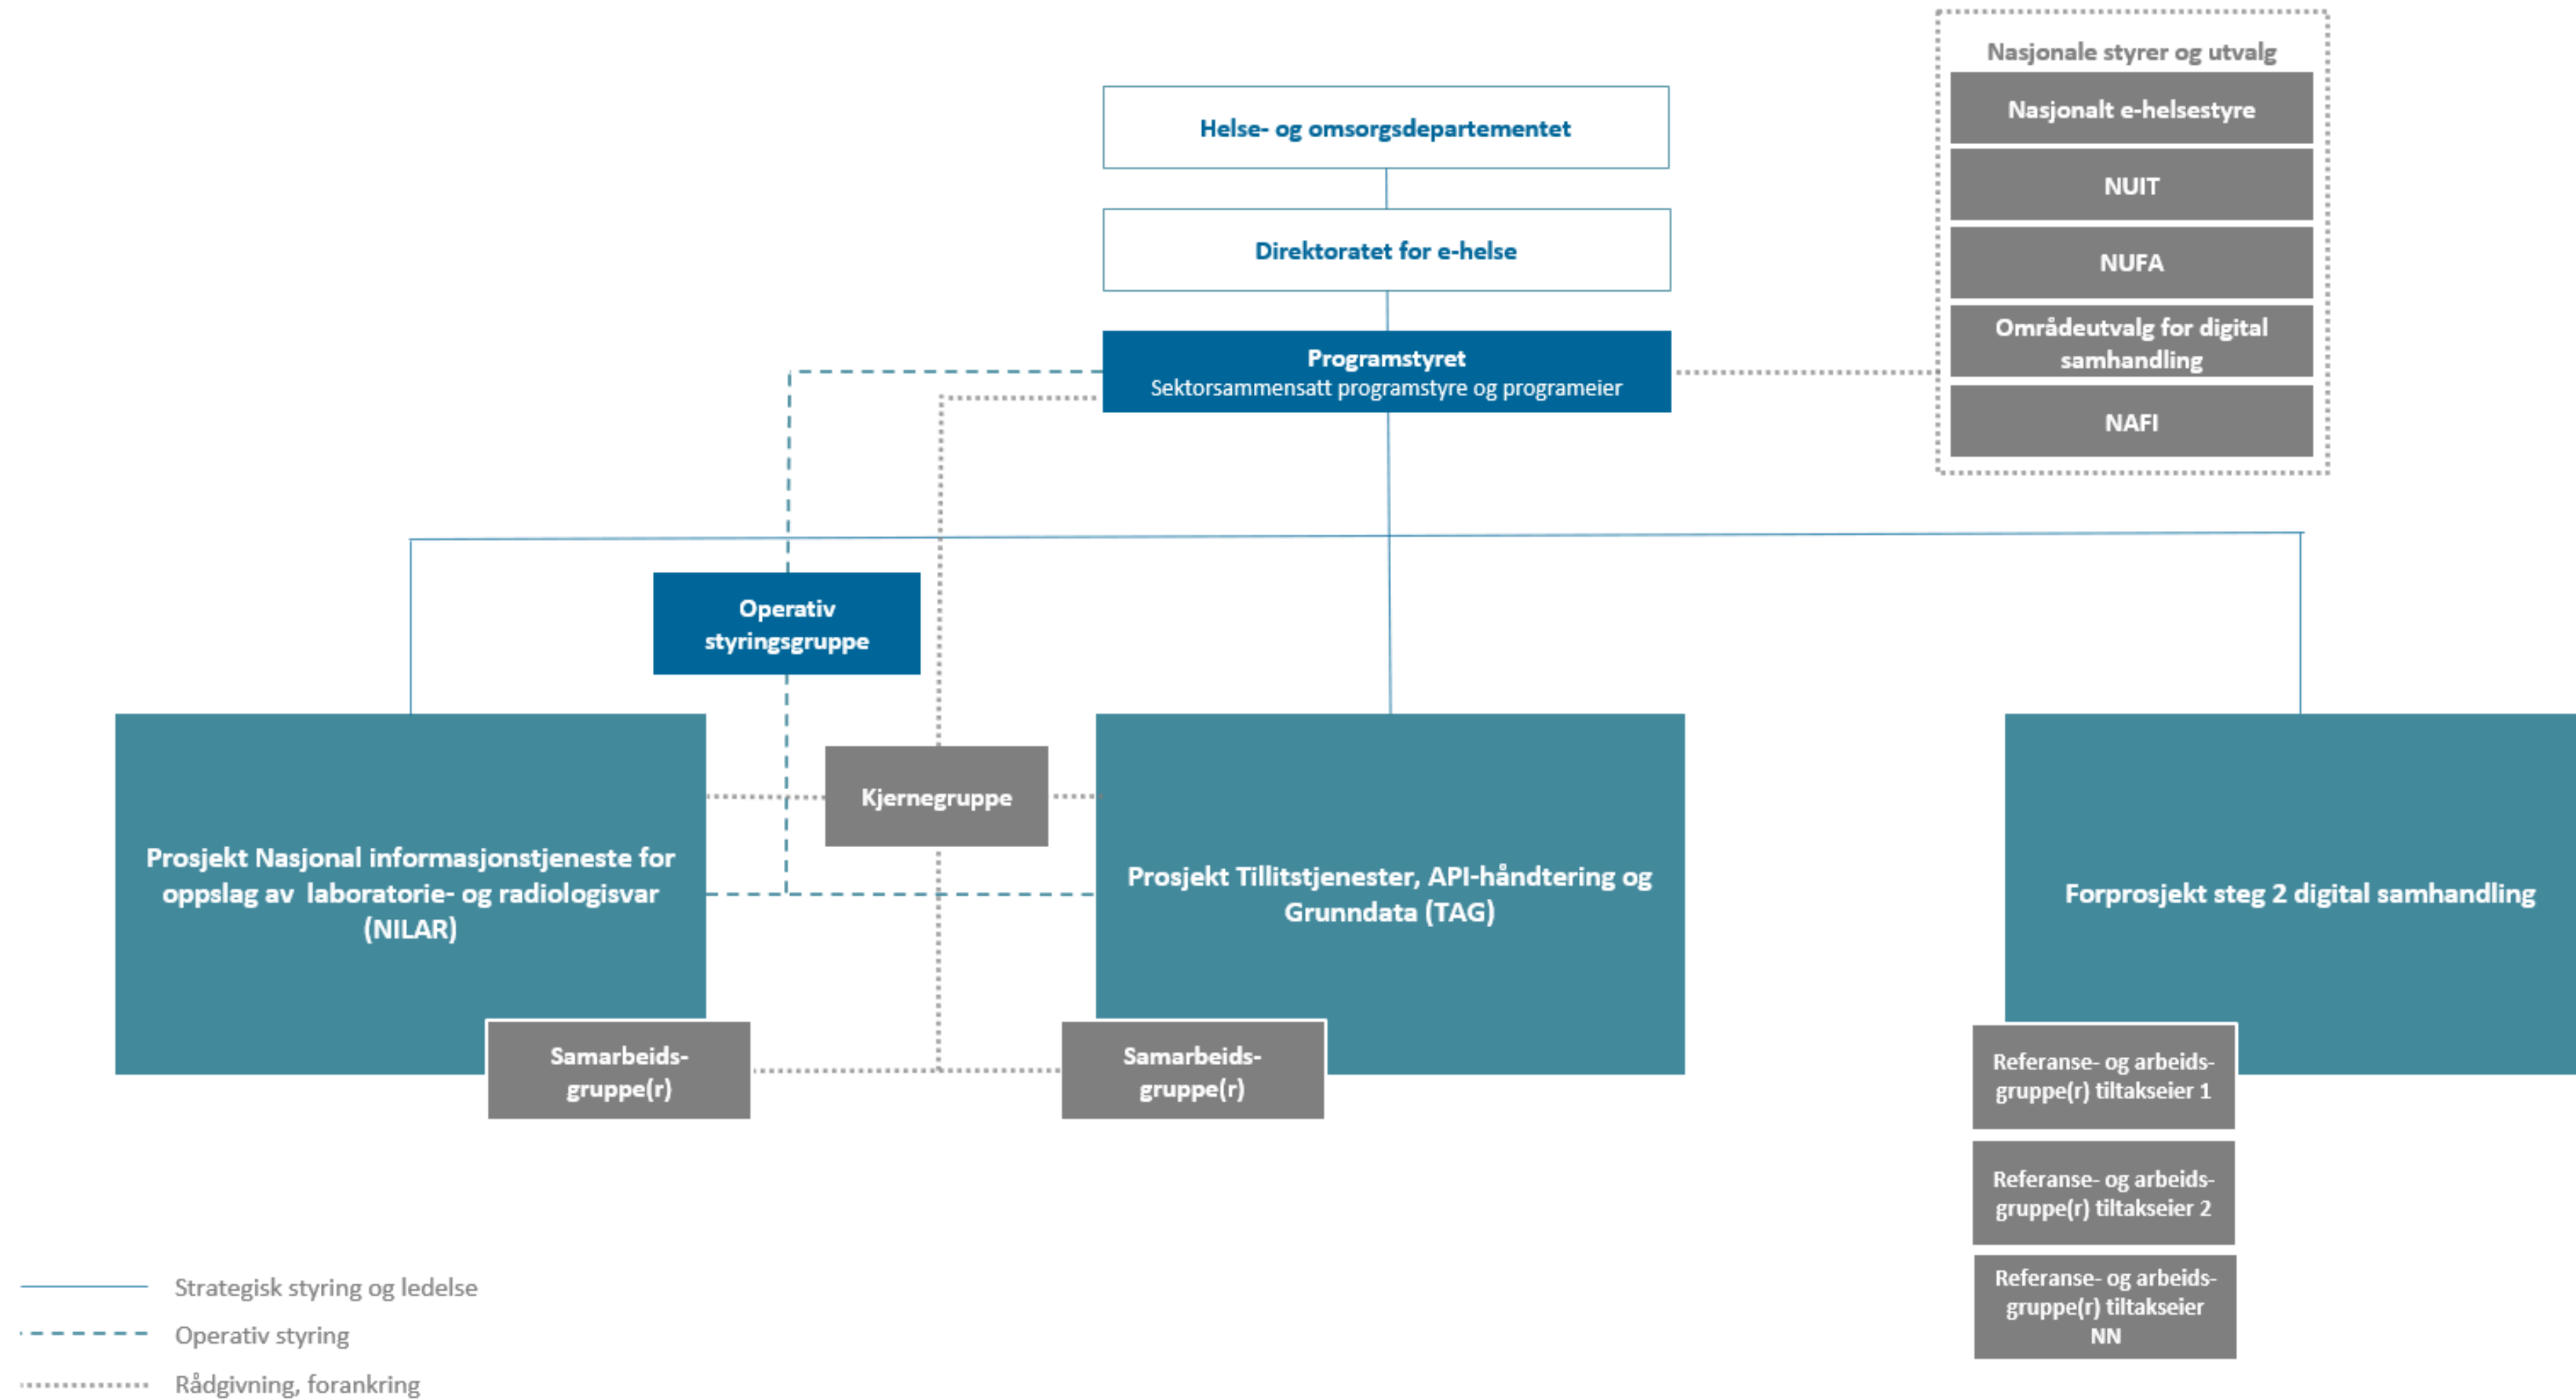 Nasjonale styrer og utvalg
Nasjonalt e-helsestyre
NUIT
NUFA
Områdeutvalg for digital
samhandling
NAFI
Helse- og omsorgsdepartementet
Direktoratet for e-helse
Programstyret
Sektorsammensatt programstyre og programeier
Operativ
styringsgruppe
Kjernegruppe
Prosjekt Nasjonal informasjonstjeneste for
oppslag av laboratorie- og radiologisvar
(NILAR)
Prosjekt Tillitstjenester, API-håndtering og
Grunndata (TAG)
Forprosjekt steg 2 digital samhandling
Samarbeids-
gruppe(r)
Samarbeids-
gruppe(r)
Referanse- og arbeids-
gruppe(r) tiltakseier 1
Referanse- og arbeids-
gruppe(r) tiltakseier 2
Referanse- og arbeids-
gruppe(r) tiltakseier
NN
Strategisk styring og ledelse
Operativ styring
Rådgivning, forankring